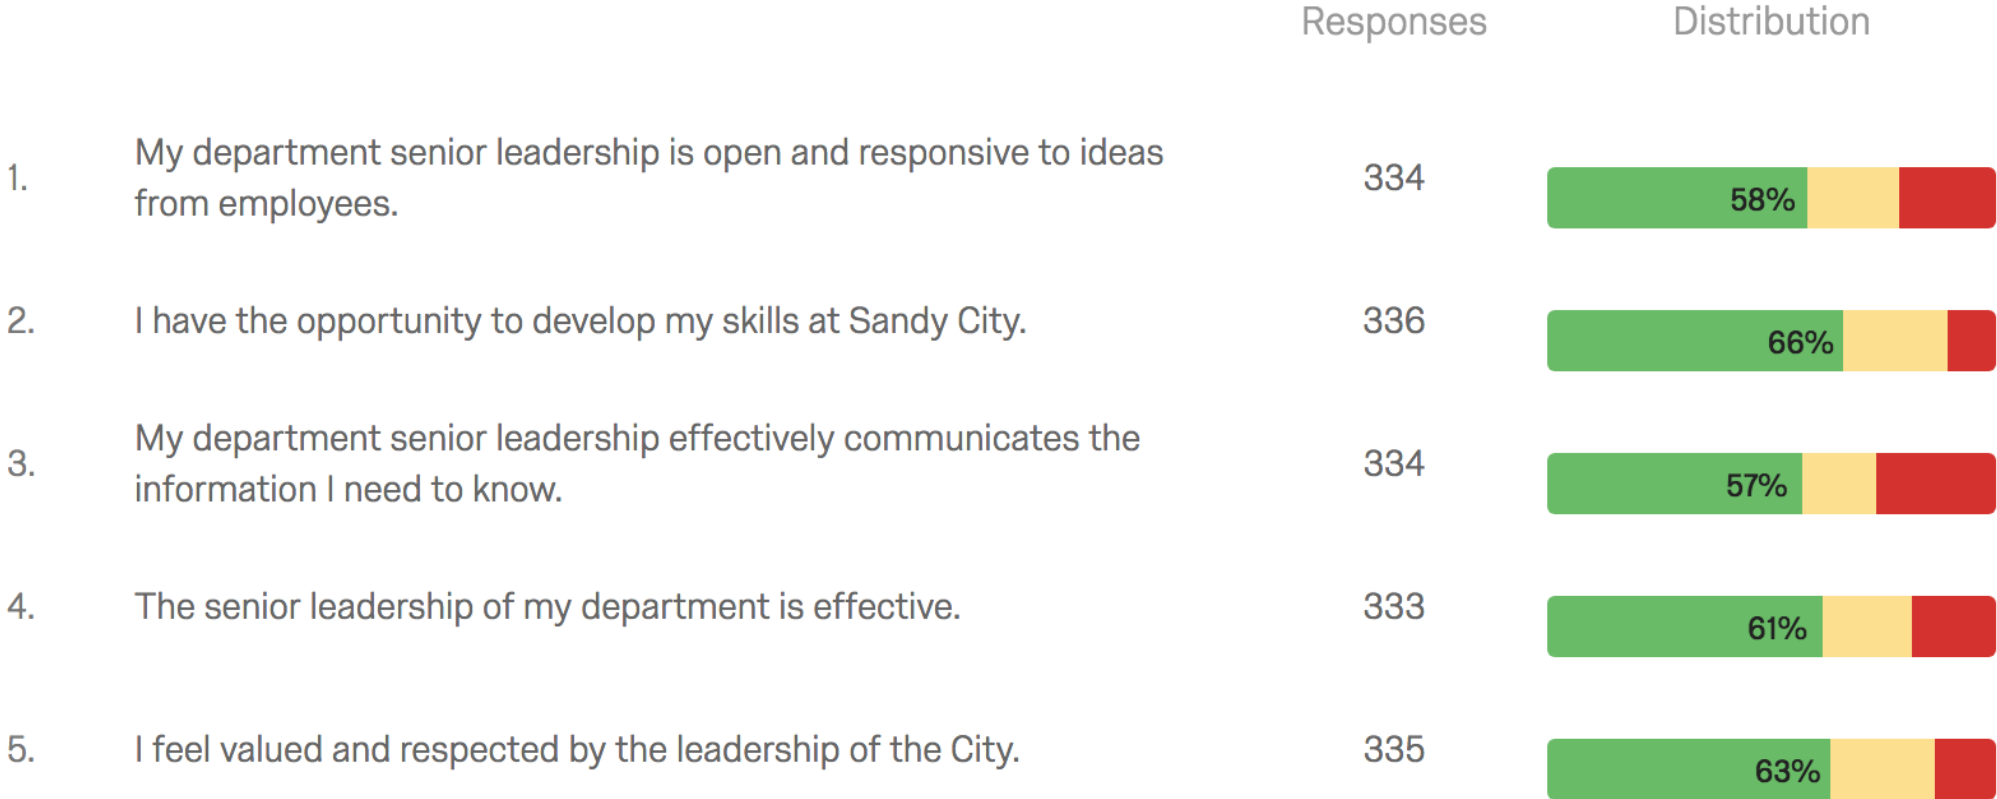 Responses Distribution
1. My department senior leadership is open and responsive to ideas
from employees. 334 58%
2. I have the opportunity to develop my skills at Sandy City. 336 66%
3. My department senior leadership effectively communicates the
information I need to know. 334 57%
4. The senior leadership of my department is effective. 333 61%
5. I feel valued and respected by the leadership of the City. 335 63%